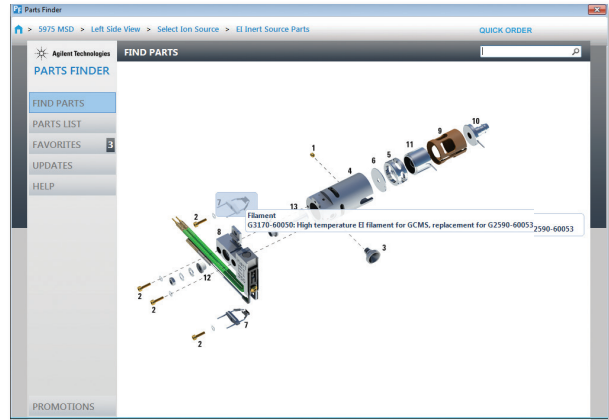 Parts Finder
> 5975 MSD > Left Side View > Select Ion Source > EI Inert Source Parts
QUICK ORDER
Agilent Technologies
PARTS FINDER
FIND PARTS
FIND PARTS
PARTS LIST
FAVORITES 3
UPDATES
HELP
PROMOTIONS
10
9
11
1
5
6
4
7
13
2
Filament
G3170-60050: High temperature EI filament for GCMS, replacement for G2590-60053
2590-60053
8
3
12
2
2
7
2